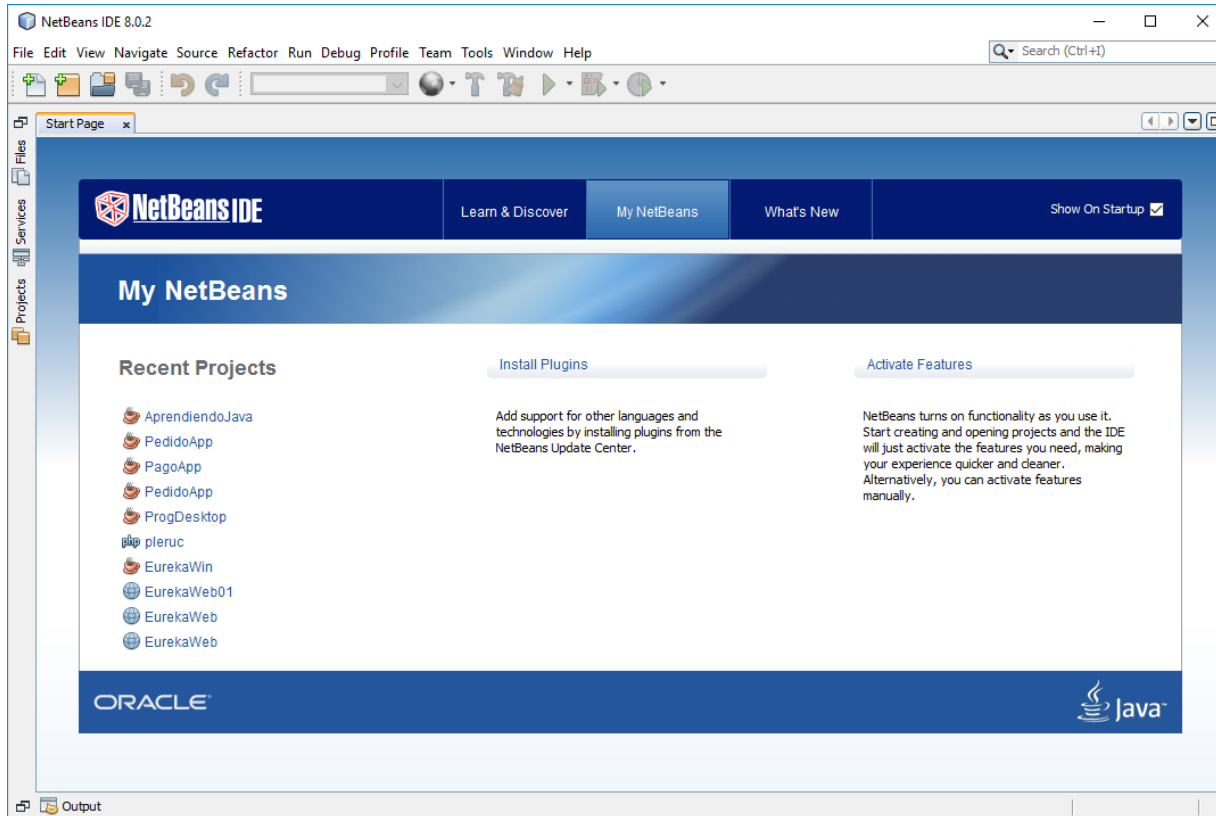 NetBeans IDE 8.0.2
File Edit View Navigate Source Refactor Run Debug Profile Team Tools Window Help
Search (Ctrl+I)
Start Page
Files
Services
Projects
NetBeans IDE
Learn & Discover
My NetBeans
What's New
Show On Startup
My NetBeans
Recent Projects
AprendiendoJava
PedidoApp
PagoApp
PedidoApp
ProgDesktop
php pleruc
EurekaWin
EurekaWeb01
EurekaWeb
EurekaWeb
Install Plugins
Add support for other languages and
technologies by installing plugins from the
NetBeans Update Center.
Activate Features
NetBeans turns on functionality as you use it.
Start creating and opening projects and the IDE
will just activate the features you need, making
your experience quicker and cleaner.
Alternatively, you can activate features
manually.
ORACLE
Java
Output